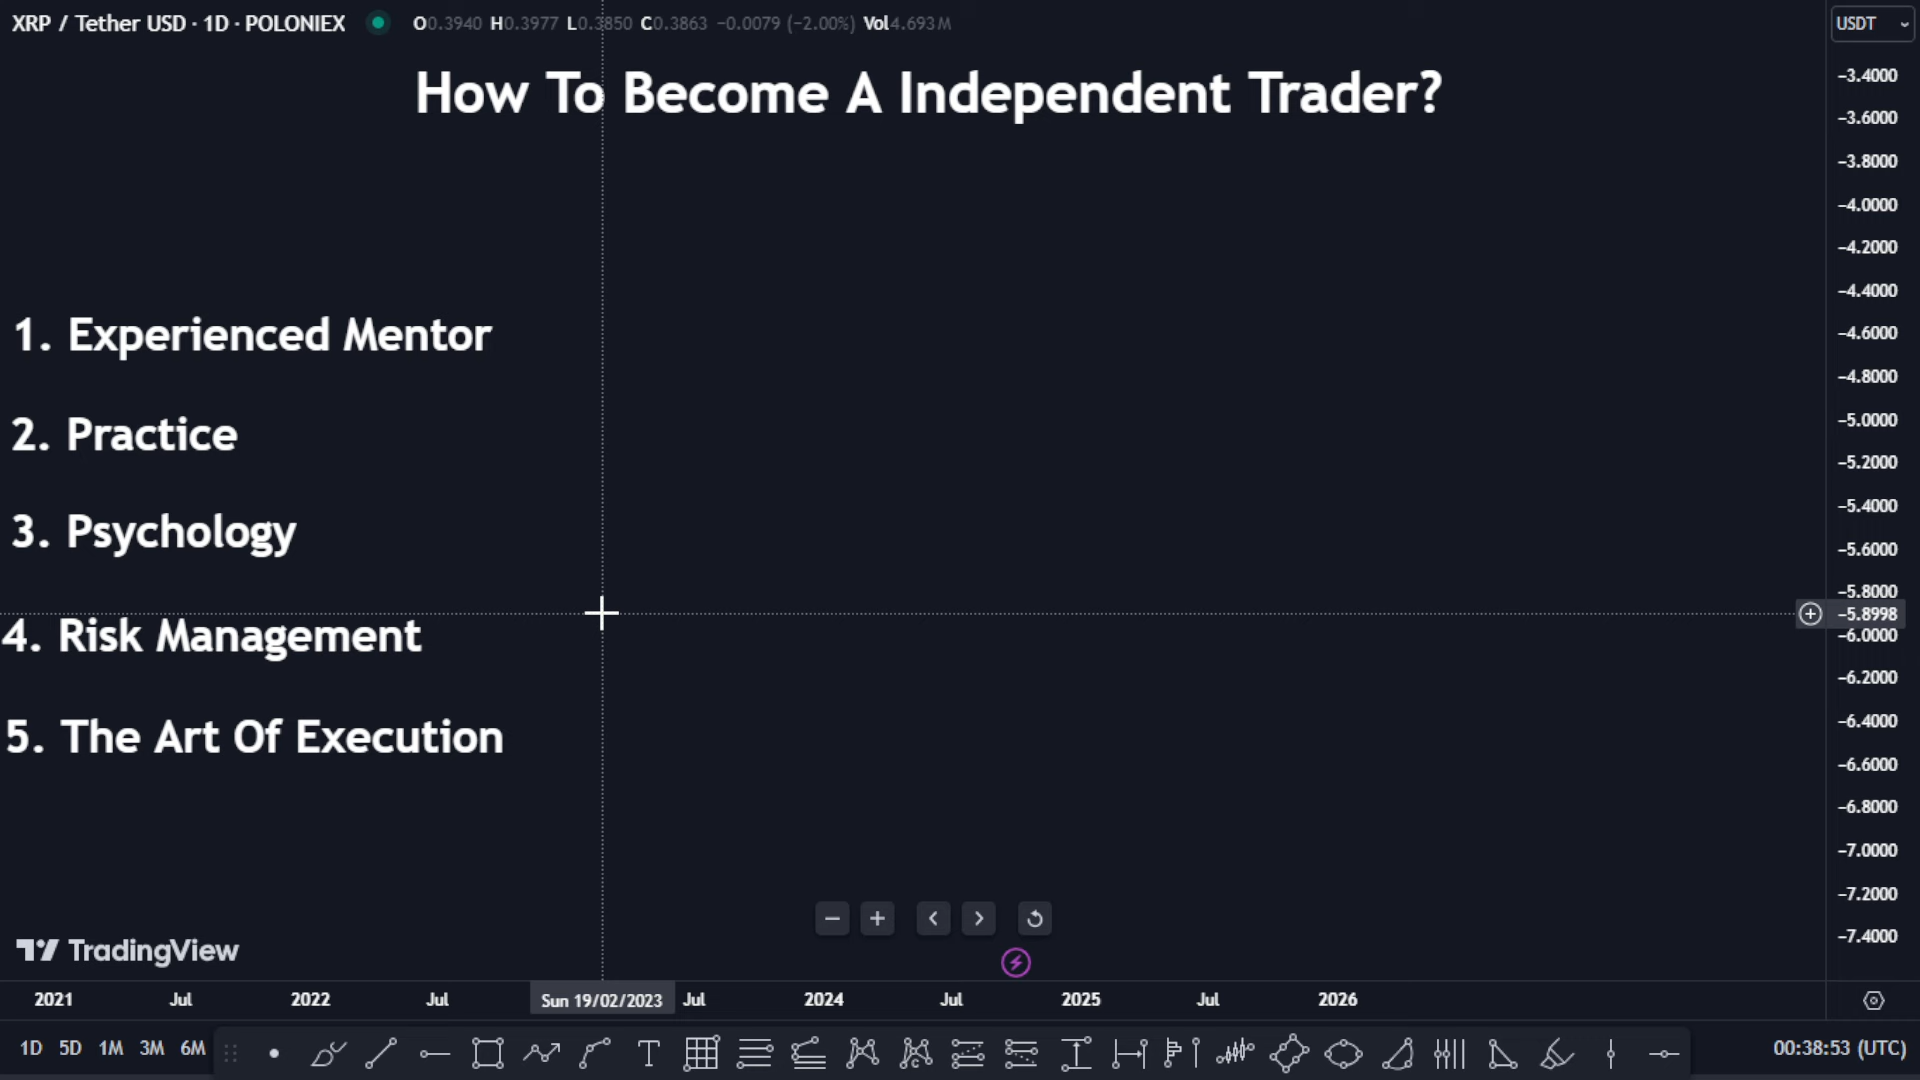 XRP / Tether USD · 1D · POLONIEX O0.3940 H0.3977 L0.3850 C0.3863 −0.0079 (−2.00%) Vol4.693M
USDT
How To Become A Independent Trader?
−3.4000
−3.6000
−3.8000
−4.0000
−4.2000
−4.4000
1. Experienced Mentor
−4.6000
−4.8000
2. Practice
−5.0000
−5.2000
−5.4000
3. Psychology
−5.6000
−5.8000
−5.8998
4. Risk Management
−6.0000
−6.2000
−6.4000
5. The Art Of Execution
−6.6000
−6.8000
−7.0000
−7.2000
−7.4000
TradingView
2021 Jul 2022 Jul Sun 19/02/2023 Jul 2024 Jul 2025 Jul 2026
1D 5D 1M 3M 6M 00:38:53 (UTC)